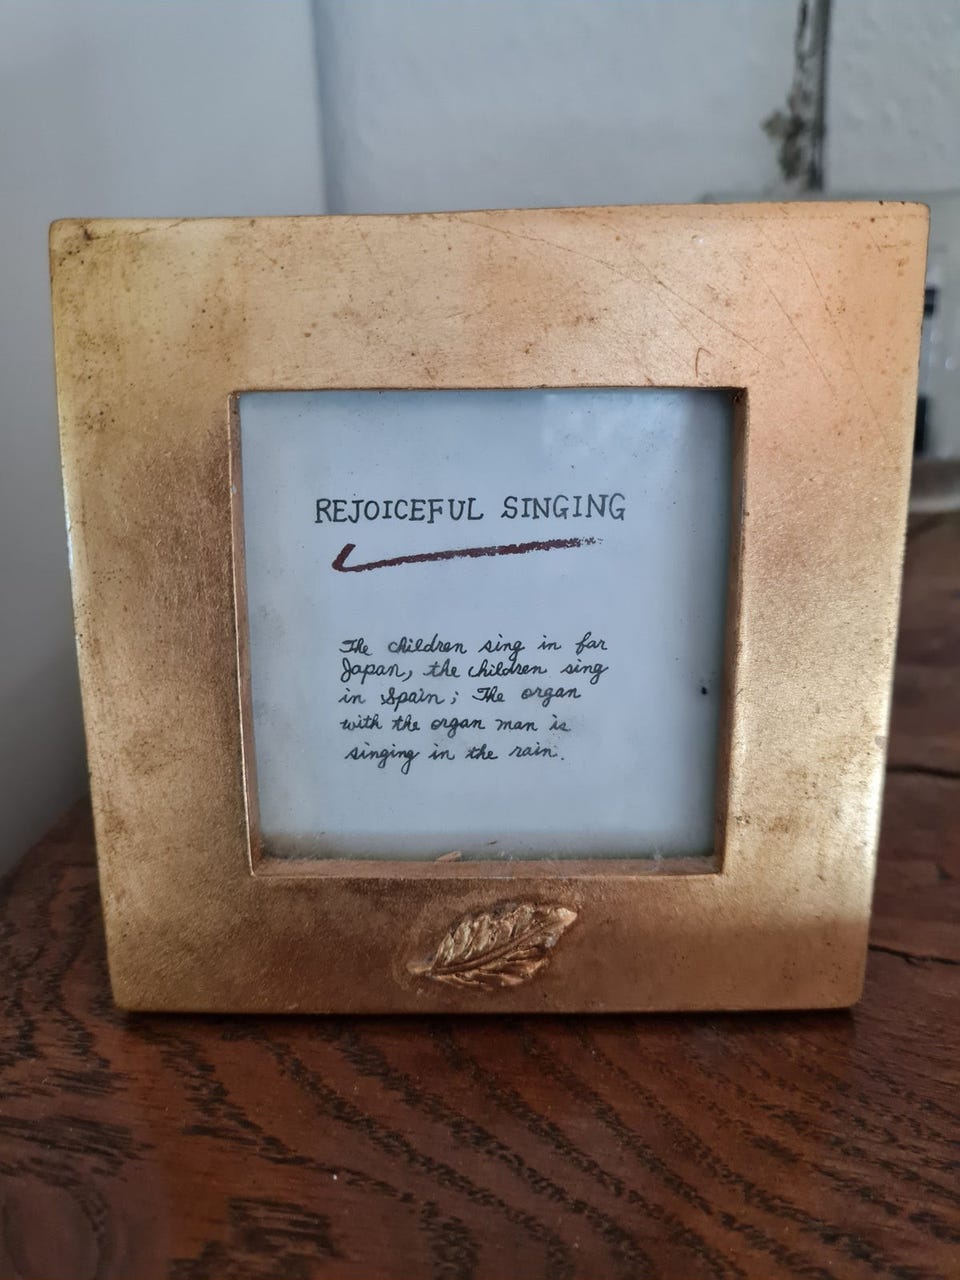 REJOICEFUL SINGING
The children sing in far
Japan, the children sing
in Spain; The organ
with the organ man is
singing in the rain.